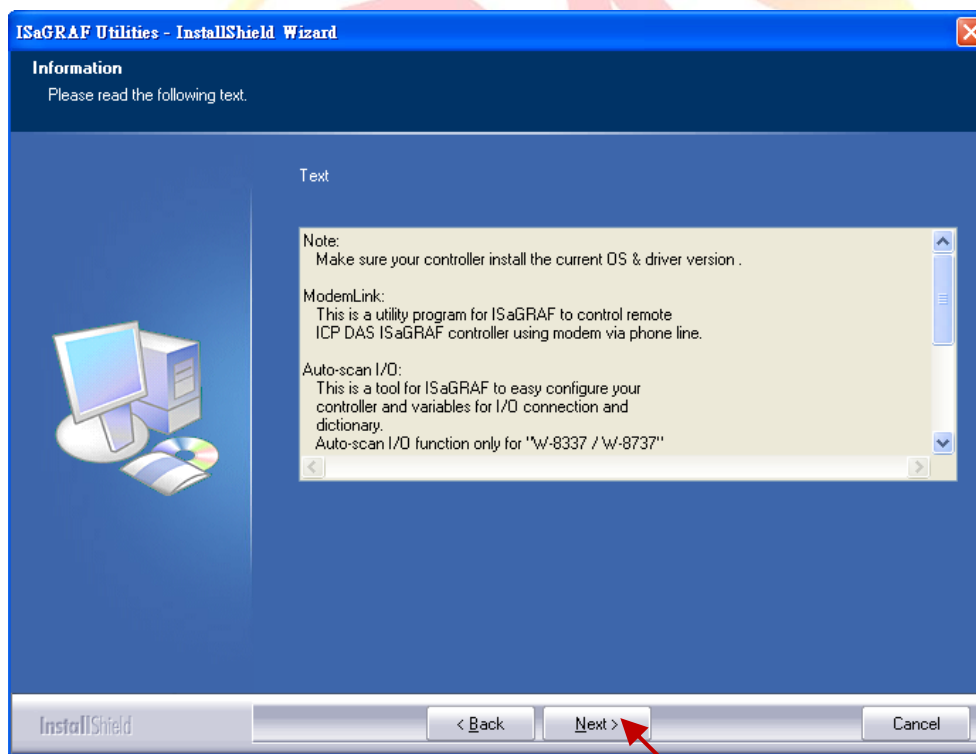 ISaGRAF Utilities - InstallShield Wizard
Information
Please read the following text.
Text
Note:
Make sure your controller install the current OS & driver version .
ModemLink:
This is a utility program for ISaGRAF to control remote
ICP DAS ISaGRAF controller using modem via phone line.
Auto-scan I/O:
This is a tool for ISaGRAF to easy configure your
controller and variables for I/O connection and
dictionary.
Auto-scan I/O function only for "W-8337 / W-8737"
InstallShield
< Back
Next >
Cancel